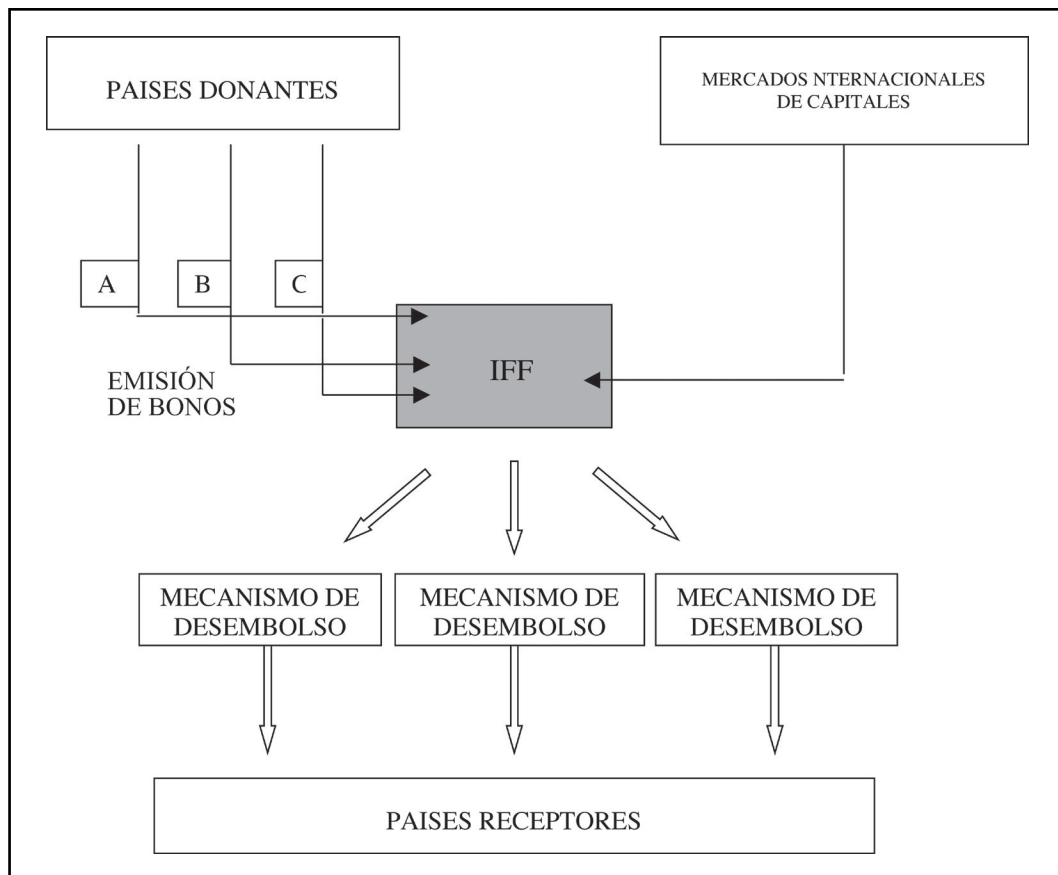 PAISES DONANTES
MERCADOS NTERNACIONALES
DE CAPITALES
A
B
C
EMISIÓN
DE BONOS
IFF
MECANISMO DE
DESEMBOLSO
MECANISMO DE
DESEMBOLSO
MECANISMO DE
DESEMBOLSO
PAISES RECEPTORES